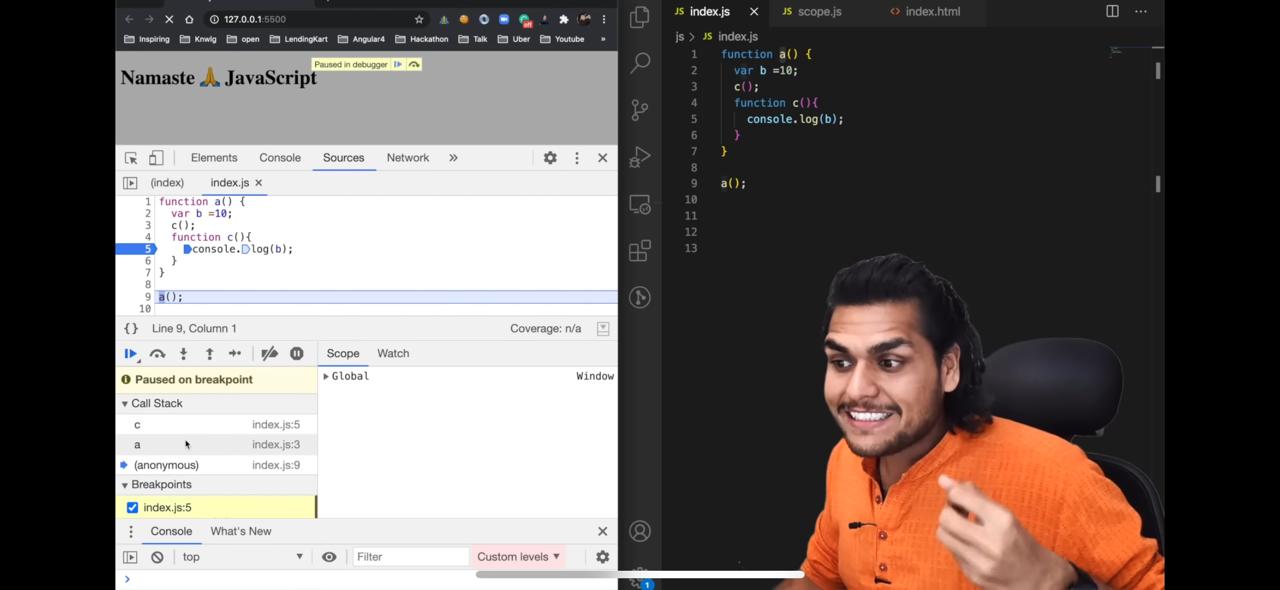 127.0.0.1:5500
Inspiring Knwlg open LendingKart Angular4 Hackathon Talk Uber Youtube »
Paused in debugger
Namaste 🙏 JavaScript
Elements Console Sources Network »
(index) index.js ×
1 function a() {
2 var b =10;
3 c();
4 function c(){
5 console.log(b);
6 }
7 }
8
9 a();
10
{} Line 9, Column 1 Coverage: n/a
Scope Watch
Paused on breakpoint
Global Window
Call Stack
c index.js:5
a index.js:3
(anonymous) index.js:9
Breakpoints
index.js:5
Console What's New
top Filter Custom levels
JS index.js JS scope.js <> index.html
js > JS index.js
1 function a() {
2 var b =10;
3 c();
4 function c(){
5 console.log(b);
6 }
7 }
8
9 a();
10
11
12
13
1